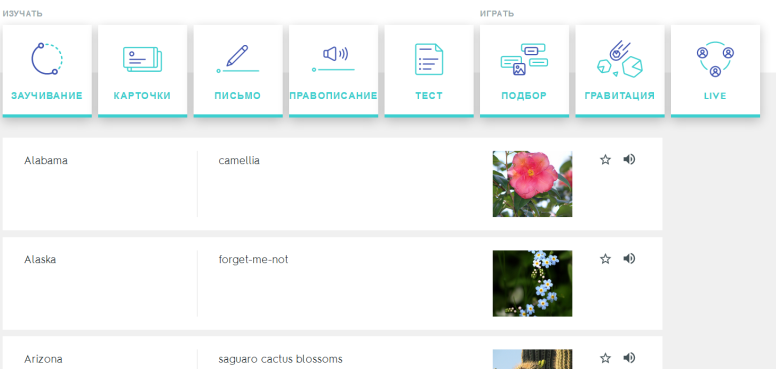 ИЗУЧАТЬ
ИГРАТЬ
ЗАУЧИВАНИЕ
КАРТОЧКИ
ПИСЬМО
ПРАВОПИСАНИЕ
ТЕСТ
ПОДБОР
ГРАВИТАЦИЯ
LIVE
Alabama
camellia
Alaska
forget-me-not
Arizona
saguaro cactus blossoms